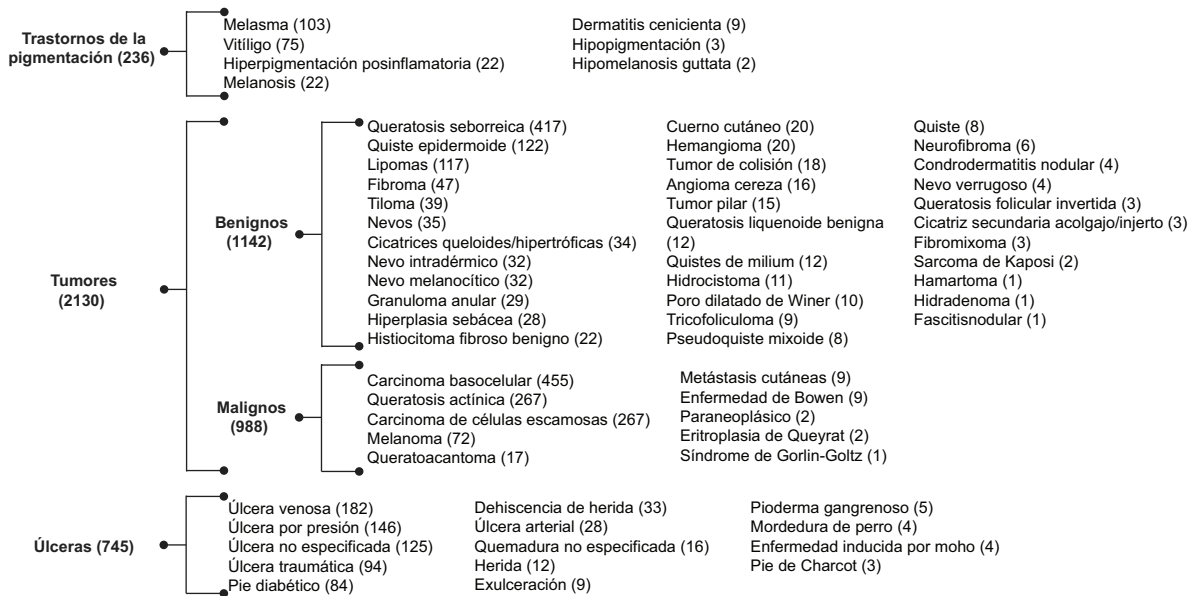 Trastornos de la
pigmentación (236)
Melasma (103)
Vitíligo (75)
Hiperpigmentación posinflamatoria (22)
Melanosis (22)
Dermatitis cenicienta (9)
Hipopigmentación (3)
Hipomelanosis guttata (2)
Tumores
(2130)
Benignos
(1142)
Queratosis seborreica (417)
Quiste epidermoide (122)
Lipomas (117)
Fibroma (47)
Tiloma (39)
Nevos (35)
Cicatrices queloides/hipertróficas (34)
Nevo intradérmico (32)
Nevo melanocítico (32)
Granuloma anular (29)
Hiperplasia sebácea (28)
Histiocitoma fibroso benigno (22)
Cuerno cutáneo (20)
Hemangioma (20)
Tumor de colisión (18)
Angioma cereza (16)
Tumor pilar (15)
Queratosis liquenoide benigna
(12)
Quistes de milium (12)
Hidrocistoma (11)
Poro dilatado de Winer (10)
Tricofoliculoma (9)
Pseudoquiste mixoide (8)
Quiste (8)
Neurofibroma (6)
Condrodermatitis nodular (4)
Nevo verrugoso (4)
Queratosis folicular invertida (3)
Cicatriz secundaria acolgajo/injerto (3)
Fibromixoma (3)
Sarcoma de Kaposi (2)
Hamartoma (1)
Hidradenoma (1)
Fascitisnodular (1)
Malignos
(988)
Carcinoma basocelular (455)
Queratosis actínica (267)
Carcinoma de células escamosas (267)
Melanoma (72)
Queratoacantoma (17)
Metástasis cutáneas (9)
Enfermedad de Bowen (9)
Paraneoplásico (2)
Eritroplasia de Queyrat (2)
Síndrome de Gorlin-Goltz (1)
Úlceras (745)
Úlcera venosa (182)
Úlcera por presión (146)
Úlcera no especificada (125)
Úlcera traumática (94)
Pie diabético (84)
Dehiscencia de herida (33)
Úlcera arterial (28)
Quemadura no especificada (16)
Herida (12)
Exulceración (9)
Pioderma gangrenoso (5)
Mordedura de perro (4)
Enfermedad inducida por moho (4)
Pie de Charcot (3)